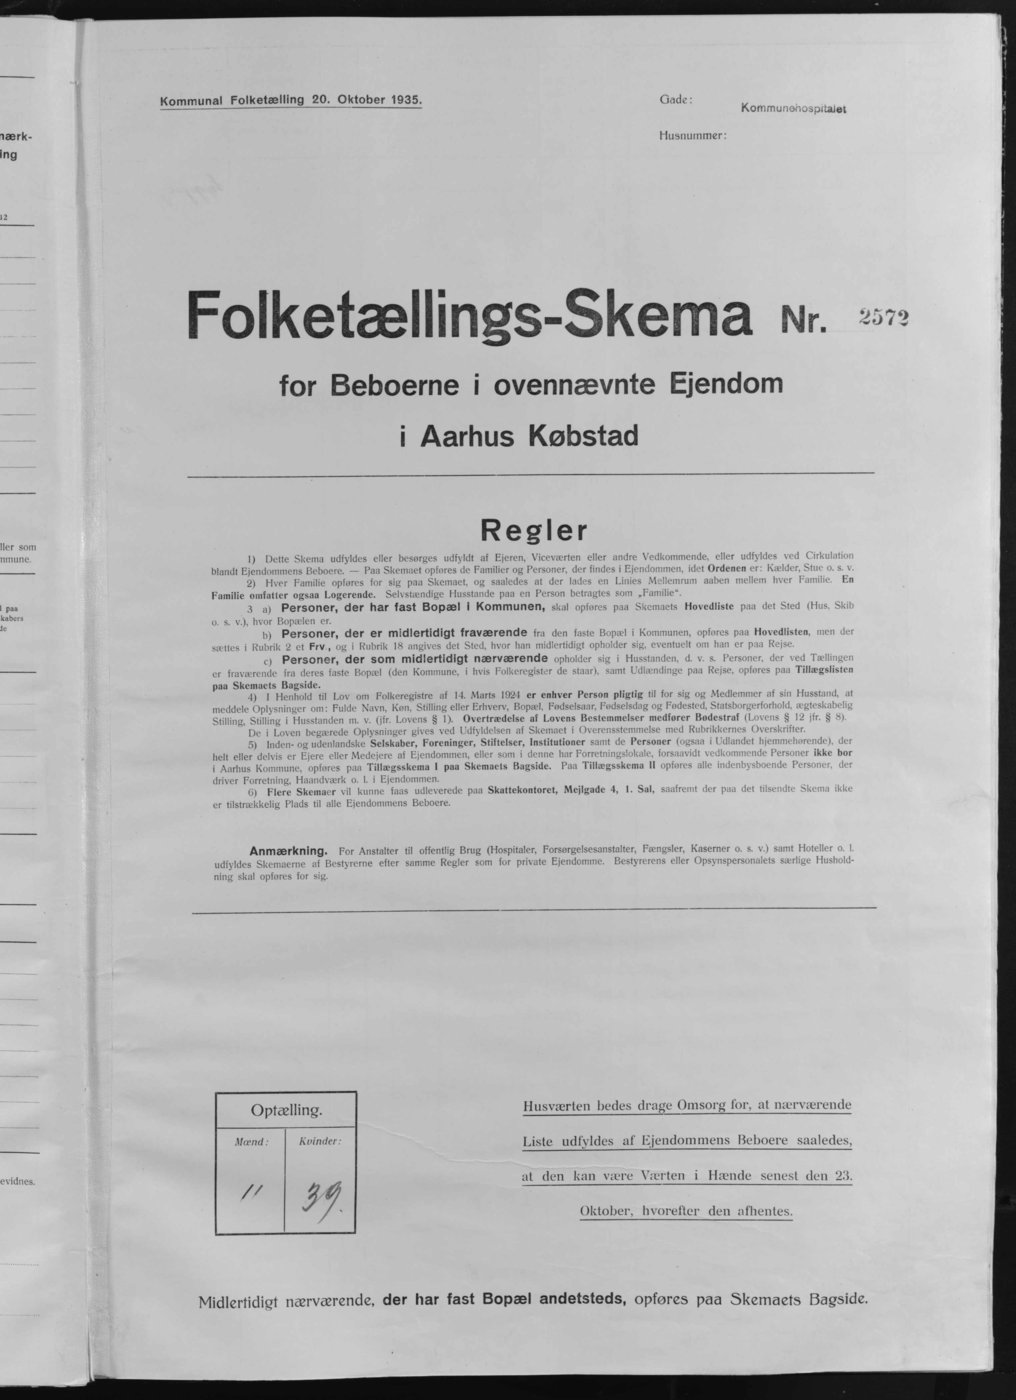 Kommunal Folketælling 20. Oktober 1935.
Gade:
Kommunehospitalet
Husnummer:
Folketællings-Skema Nr. 2572
for Beboerne i ovennævnte Ejendom
i Aarhus Købstad
Regler
1) Dette Skema udfyldes eller besørges udfyldt af Ejeren, Viceværten eller andre Vedkommende, eller udfyldes ved Cirkulation
blandt Ejendommens Beboere. — Paa Skemaet opføres de Familier og Personer, der findes i Ejendommen, idet Ordenen er: Kælder, Stue o. s. v.
2) Hver Familie opføres for sig paa Skemaet, og saaledes at der lades en Linies Mellemrum aaben mellem hver Familie. En
Familie omfatter ogsaa Logerende. Selvstændige Husstande paa en Person betragtes som „Familie“.
3 a) Personer, der har fast Bopæl i Kommunen, skal opføres paa Skemaets Hovedliste paa det Sted (Hus, Skib
o. s. v.), hvor Bopælen er.
b) Personer, der er midlertidigt fraværende fra den faste Bopæl i Kommunen, opføres paa Hovedlisten, men der
sættes i Rubrik 2 et Frv., og i Rubrik 18 angives det Sted, hvor han midlertidigt opholder sig, eventuelt om han er paa Rejse.
c) Personer, der som midlertidigt nærværende opholder sig i Husstanden, d. v. s. Personer, der ved Tællingen
er fraværende fra deres faste Bopæl (den Kommune, i hvis Folkeregister de staar), samt Udlændinge paa Rejse, opføres paa Tillægslisten
paa Skemaets Bagside.
4) I Henhold til Lov om Folkeregistre af 14. Marts 1924 er enhver Person pligtig til for sig og Medlemmer af sin Husstand, at
meddele Oplysninger om: Fulde Navn, Køn, Stilling eller Erhverv, Bopæl, Fødselsaar, Fødselsdag og Fødested, Statsborgerforhold, ægteskabelig
Stilling, Stilling i Husstanden m. v. (jfr. Lovens § 1). Overtrædelse af Lovens Bestemmelser medfører Bødestraf (Lovens § 12 jfr. § 8).
De i Loven begærede Oplysninger gives ved Udfyldelsen af Skemaet i Overensstemmelse med Rubrikkernes Overskrifter.
5) Inden- og udenlandske Selskaber, Foreninger, Stiftelser, Institutioner samt de Personer (ogsaa i Udlandet hjemmehørende), der
helt eller delvis er Ejere eller Medejere af Ejendommen, eller som i denne har Forretningslokale, forsaavidt vedkommende Personer ikke bor
i Aarhus Kommune, opføres paa Tillægsskema I paa Skemaets Bagside. Paa Tillægsskema II opføres alle indenbysboende Personer, der
driver Forretning, Haandværk o. l. i Ejendommen.
6) Flere Skemaer vil kunne faas udleverede paa Skattekontoret, Mejlgade 4, 1. Sal, saafremt der paa det tilsendte Skema ikke
er tilstrækkelig Plads til alle Ejendommens Beboere.
Anmærkning. For Anstalter til offentlig Brug (Hospitaler, Forsørgelsesanstalter, Fængsler, Kaserner o. s. v.) samt Hoteller o. l.
udfyldes Skemaerne af Bestyrerne efter samme Regler som for private Ejendomme. Bestyrerens eller Opsynspersonalets særlige Hushold-
ning skal opføres for sig.
Optælling.
Mænd: Kvinder:
11 39.
Husværten bedes drage Omsorg for, at nærværende
Liste udfyldes af Ejendommens Beboere saaledes,
at den kan være Værten i Hænde senest den 23.
Oktober, hvorefter den afhentes.
Midlertidigt nærværende, der har fast Bopæl andetsteds, opføres paa Skemaets Bagside.